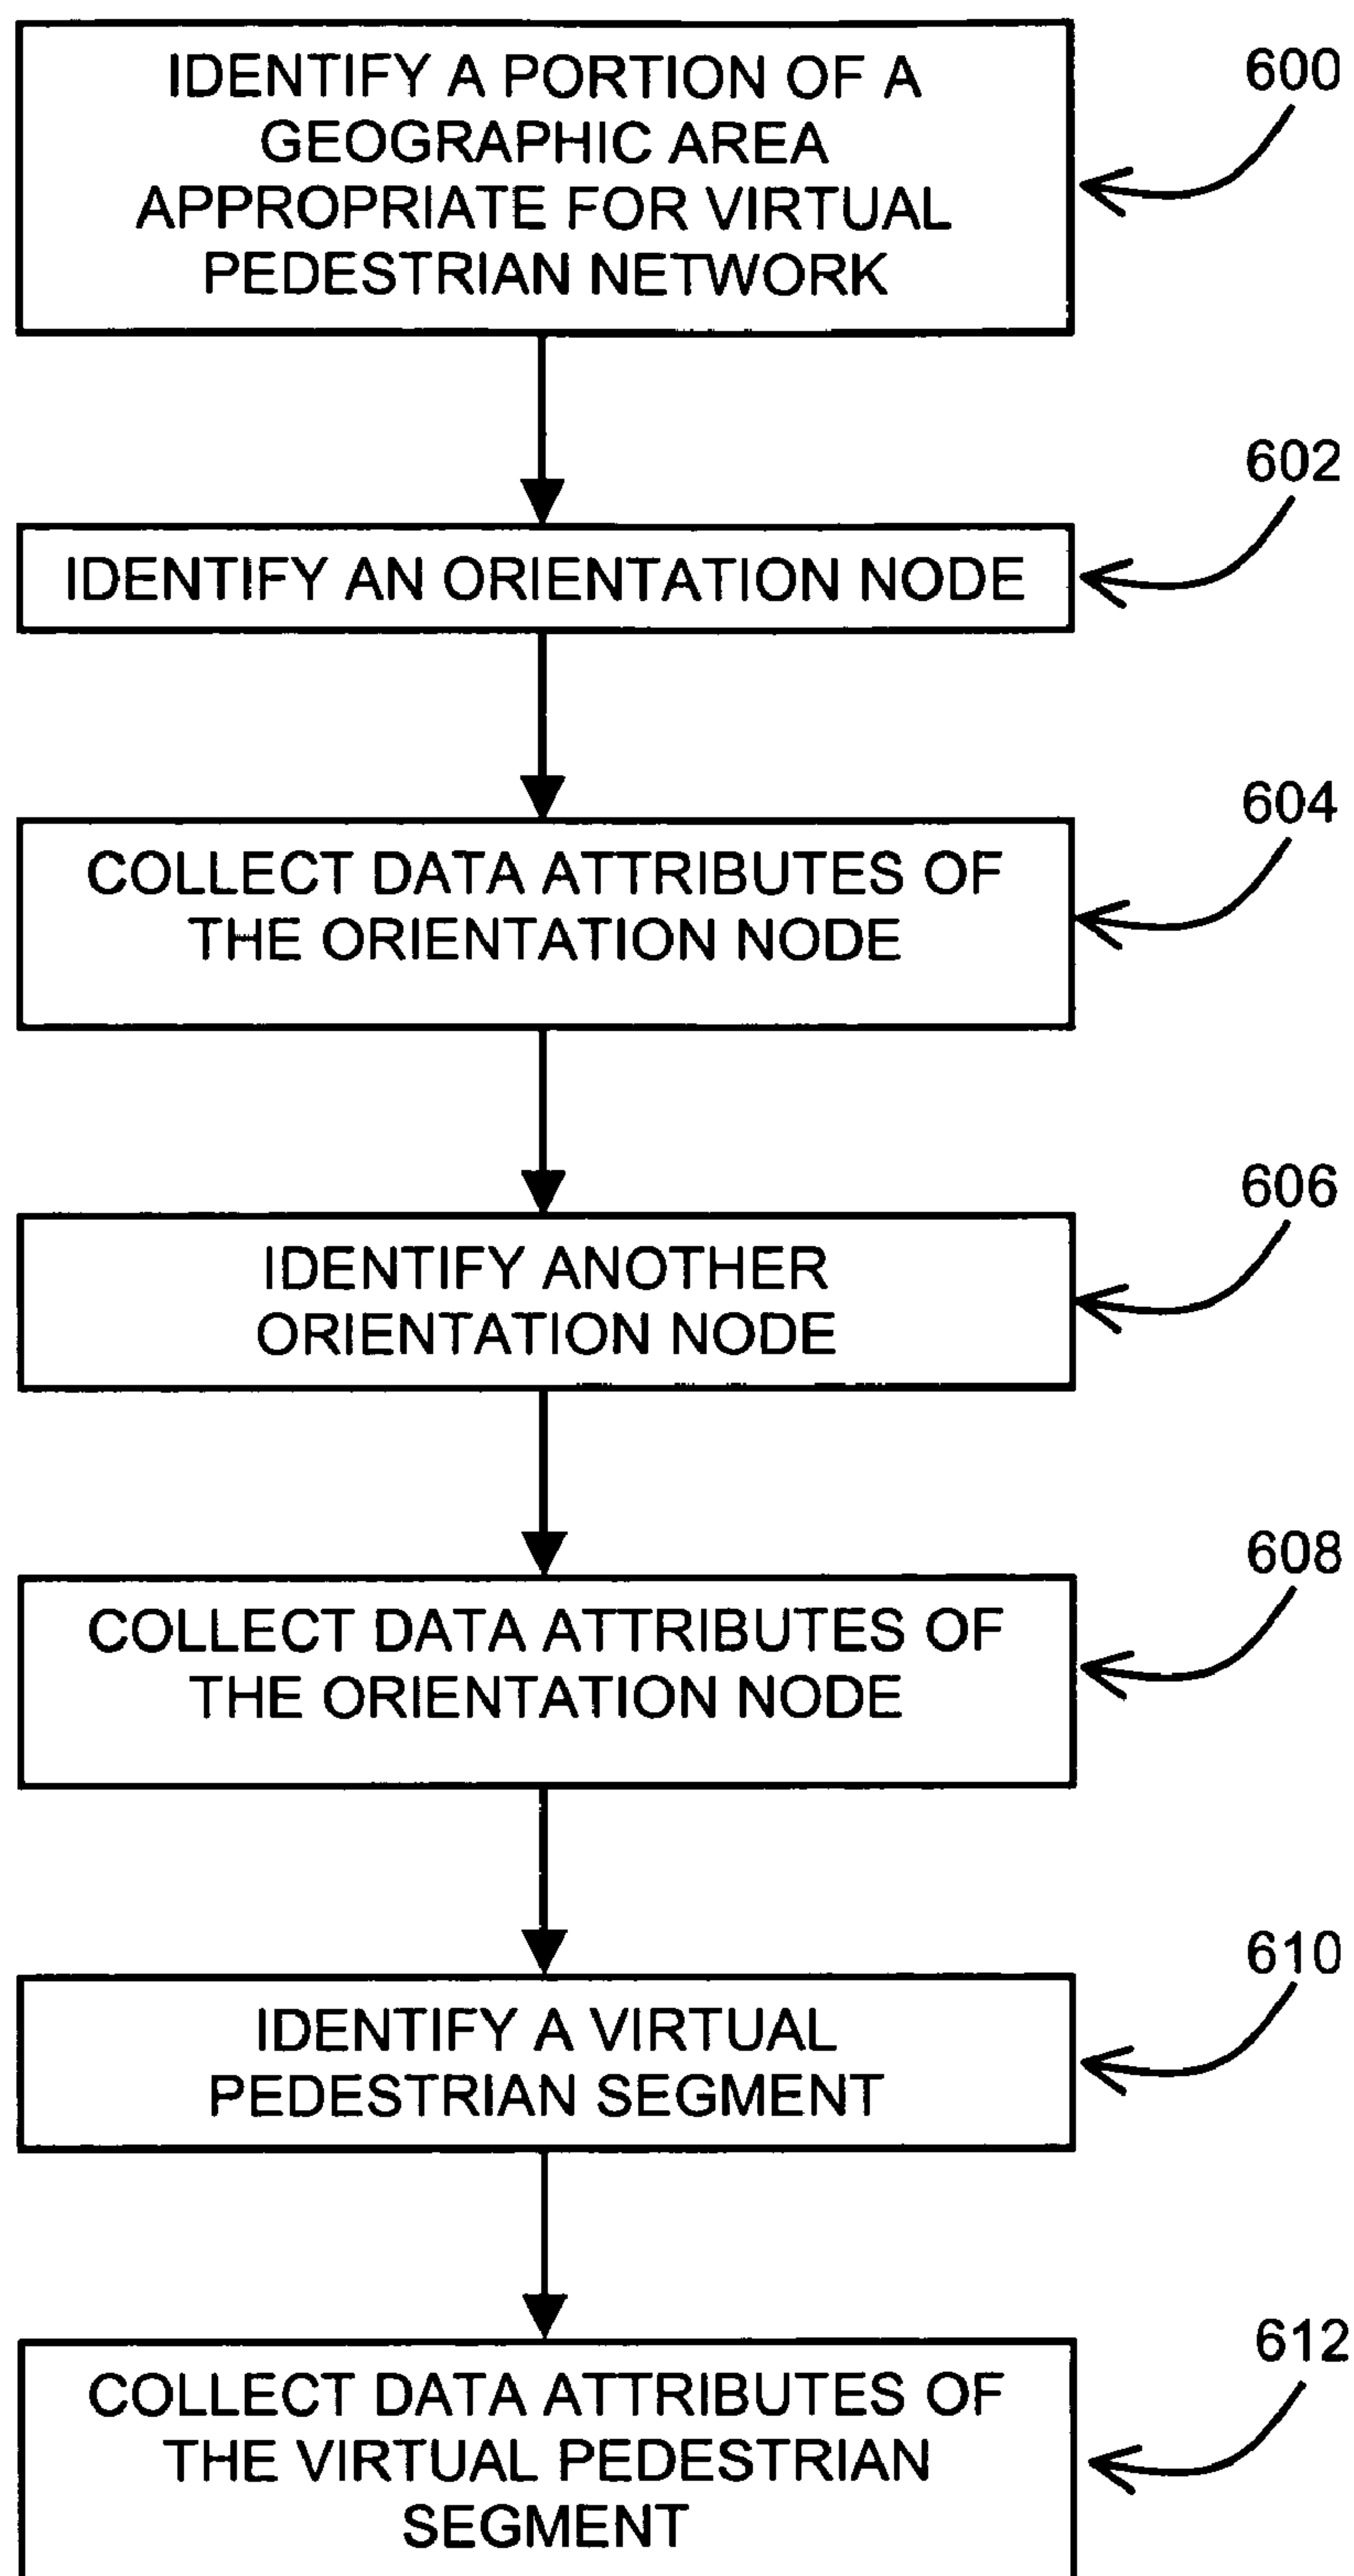 IDENTIFY A PORTION OF A
GEOGRAPHIC AREA
APPROPRIATE FOR VIRTUAL
PEDESTRIAN NETWORK
600
602
IDENTIFY AN ORIENTATION NODE
604
COLLECT DATA ATTRIBUTES OF
THE ORIENTATION NODE
606
IDENTIFY ANOTHER
ORIENTATION NODE
608
COLLECT DATA ATTRIBUTES OF
THE ORIENTATION NODE
610
IDENTIFY A VIRTUAL
PEDESTRIAN SEGMENT
612
COLLECT DATA ATTRIBUTES OF
THE VIRTUAL PEDESTRIAN
SEGMENT